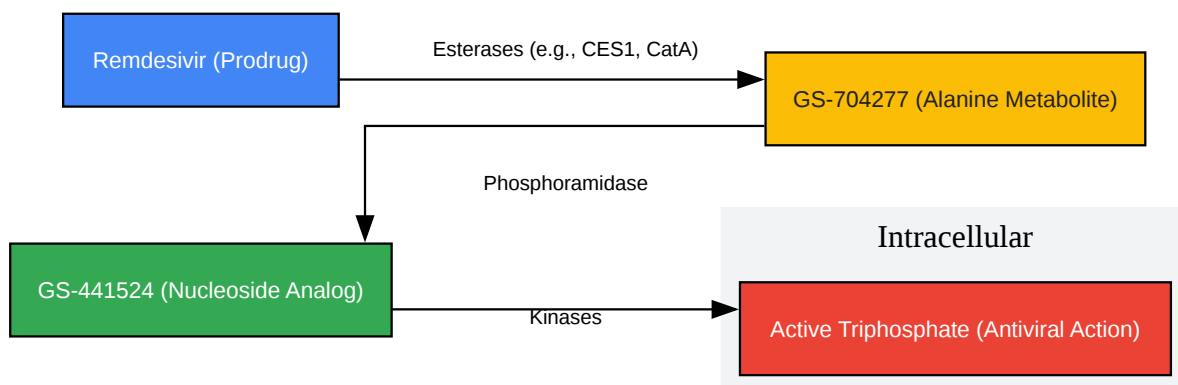 Remdesivir (Prodrug)
Esterases (e.g., CES1, CatA)
GS-704277 (Alanine Metabolite)
Phosphoramidase
GS-441524 (Nucleoside Analog)
Kinases
Intracellular
Active Triphosphate (Antiviral Action)